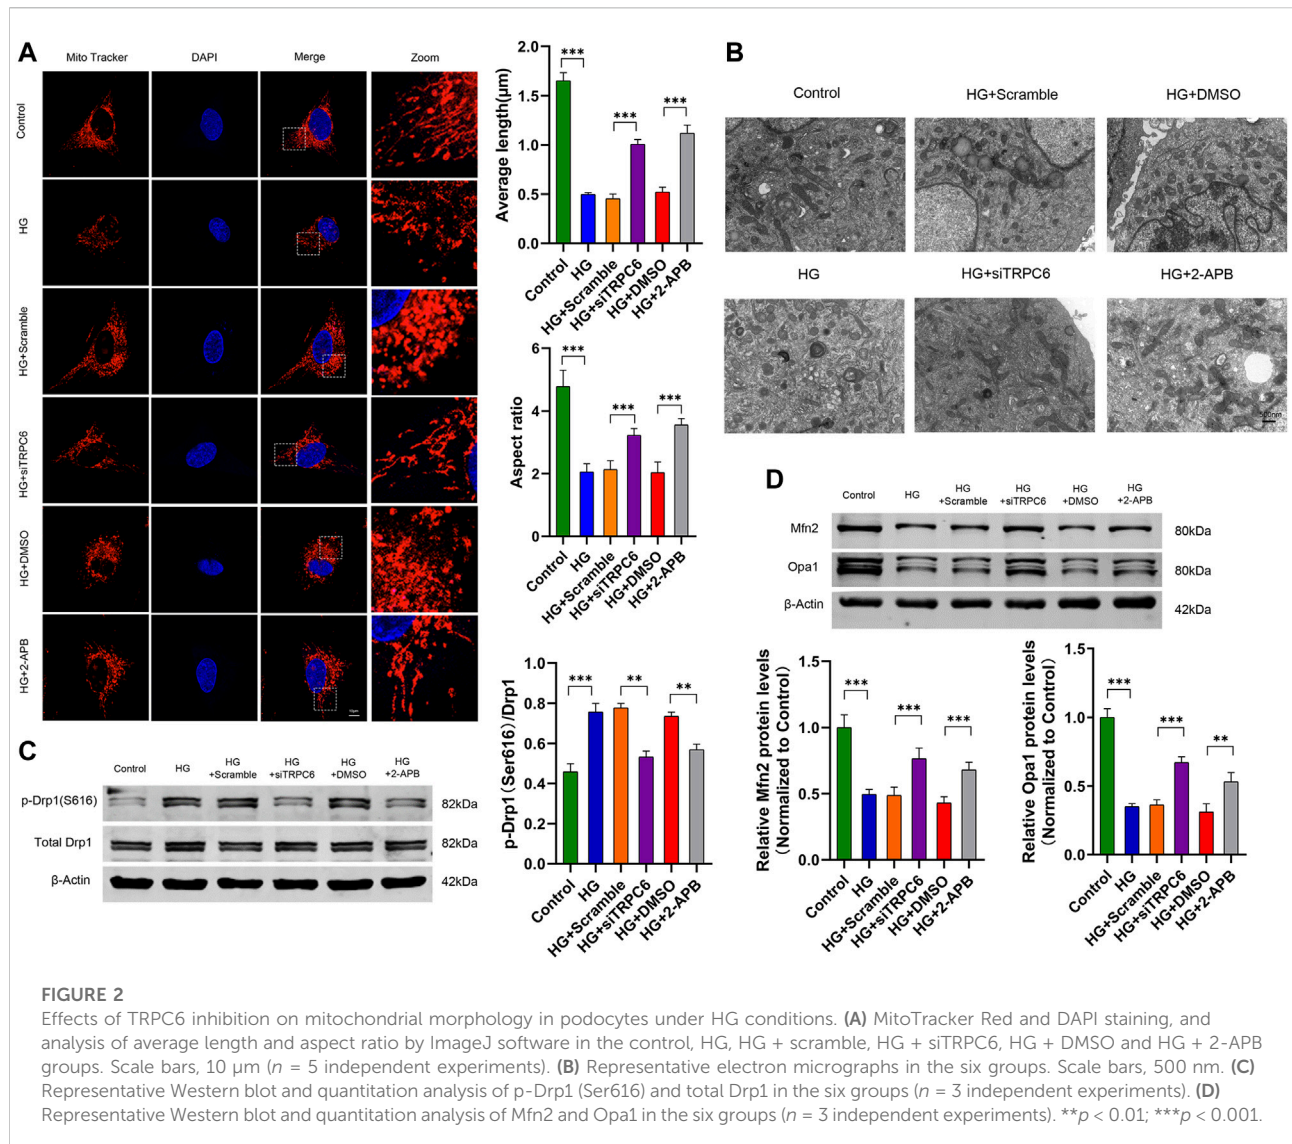 A
Mito Tracker
DAPI
Merge
Zoom
Control
HG
HG+Scramble
HG+siTRPC6
HG+DMSO
HG+2-APB
10μm
Average length(μm)
2.0
1.5
1.0
0.5
0.0
***
***
***
Control
HG
HG+Scramble
HG+siTRPC6
HG+DMSO
HG+2-APB
Aspect ratio
6
4
2
0
***
***
***
Control
HG
HG+Scramble
HG+siTRPC6
HG+DMSO
HG+2-APB
B
Control
HG+Scramble
HG+DMSO
HG
HG+siTRPC6
HG+2-APB
500nm
C
Control
HG
HG
+Scramble
HG
+siTRPC6
HG
+DMSO
HG
+2-APB
p-Drp1(S616)
82kDa
Total Drp1
82kDa
β-Actin
42kDa
p-Drp1(Ser616)/Drp1
1.0
0.8
0.6
0.4
0.2
0.0
***
**
**
Control
HG
HG+Scramble
HG+siTRPC6
HG+DMSO
HG+2-APB
D
Control
HG
HG
+Scramble
HG
+siTRPC6
HG
+DMSO
HG
+2-APB
Mfn2
80kDa
Opa1
80kDa
β-Actin
42kDa
Relative Mfn2 protein levels
(Normalized to Control)
1.5
1.0
0.5
0.0
***
***
***
Control
HG
HG+Scramble
HG+siTRPC6
HG+DMSO
HG+2-APB
Relative Opa1 protein levels
(Normalized to Control)
1.5
1.0
0.5
0.0
***
***
**
Control
HG
HG+Scramble
HG+siTRPC6
HG+DMSO
HG+2-APB
FIGURE 2
Effects of TRPC6 inhibition on mitochondrial morphology in podocytes under HG conditions. (A) MitoTracker Red and DAPI staining, and
analysis of average length and aspect ratio by ImageJ software in the control, HG, HG + scramble, HG + siTRPC6, HG + DMSO and HG + 2-APB
groups. Scale bars, 10 μm (n = 5 independent experiments). (B) Representative electron micrographs in the six groups. Scale bars, 500 nm. (C)
Representative Western blot and quantitation analysis of p-Drp1 (Ser616) and total Drp1 in the six groups (n = 3 independent experiments). (D)
Representative Western blot and quantitation analysis of Mfn2 and Opa1 in the six groups (n = 3 independent experiments). **p < 0.01; ***p < 0.001.